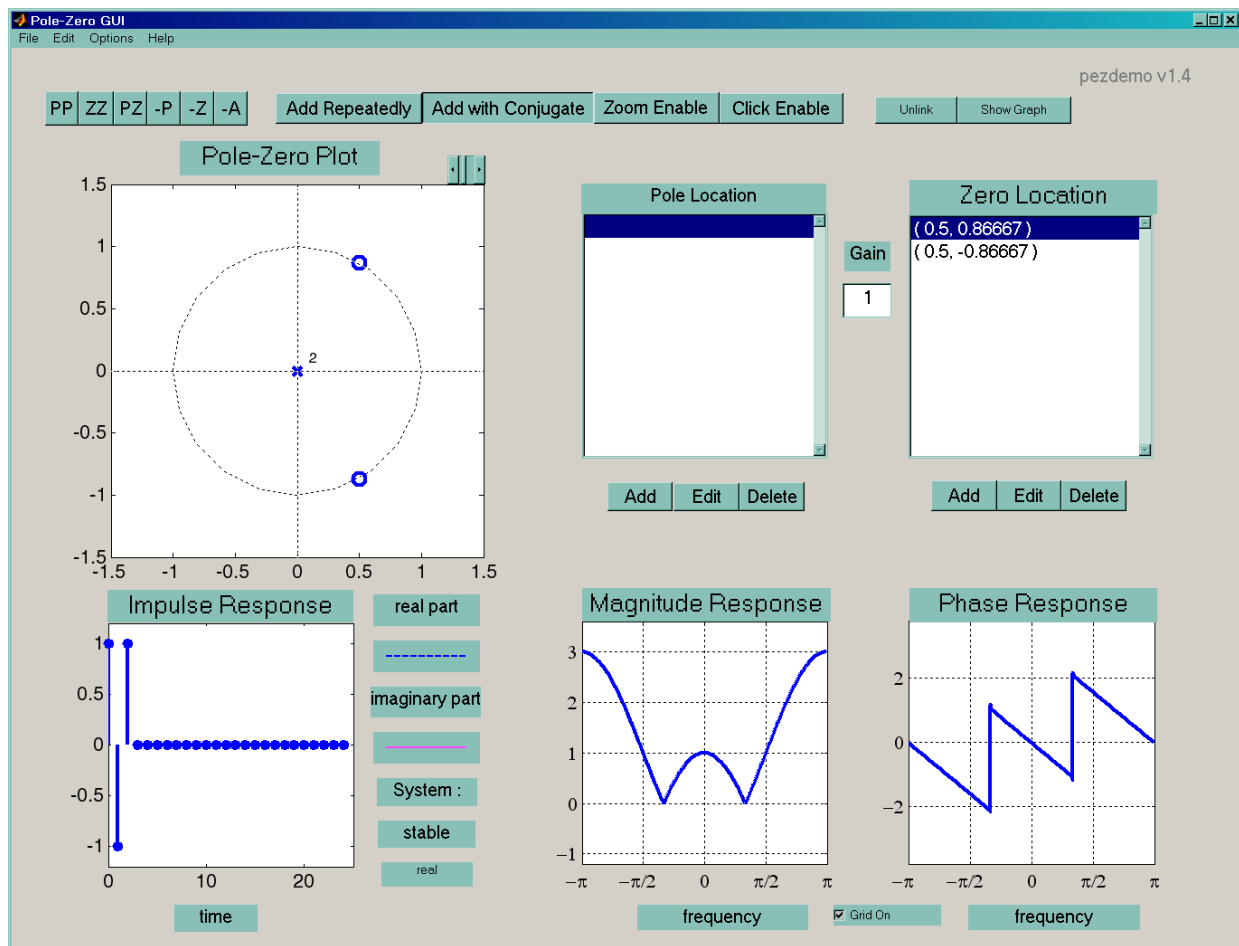 Pole-Zero GUI
File Edit Options Help
pezdemo v1.4
PP ZZ PZ -P -Z -A Add Repeatedly Add with Conjugate Zoom Enable Click Enable Unlink Show Graph
Pole-Zero Plot
1.5
1
0.5
0
-0.5
-1
-1.5
2
-1.5 -1 -0.5 0 0.5 1 1.5
Pole Location
Gain
1
Zero Location
( 0.5, 0.86667 )
( 0.5, -0.86667 )
Add Edit Delete
Add Edit Delete
Impulse Response
1
0.5
0
-0.5
-1
0 10 20
time
real part
imaginary part
System :
stable
real
Magnitude Response
3
2
1
0
−1
−π −π/2 0 π/2 π
frequency
Grid On
Phase Response
2
0
−2
−π −π/2 0 π/2 π
frequency